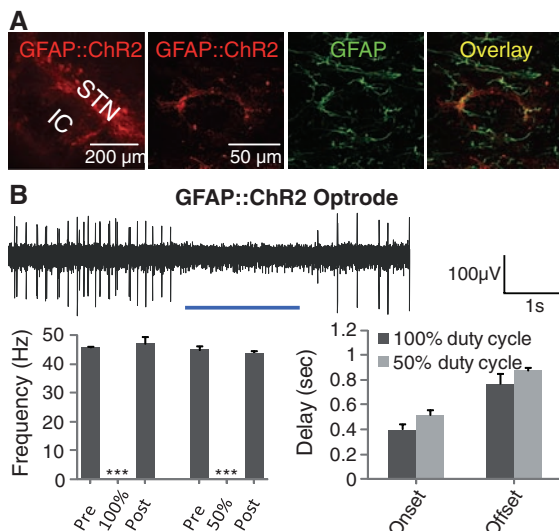 A
GFAP::ChR2
GFAP::ChR2
GFAP
Overlay
STN
IC
200 µm
50 µm
B
GFAP::ChR2 Optrode
100µV
1s
Frequency (Hz)
60
50
40
30
20
10
0
***
***
Pre
100%
Post
Pre
50%
Post
Delay (sec)
1.2
1
0.8
0.6
0.4
0.2
0
100% duty cycle
50% duty cycle
Onset
Offset